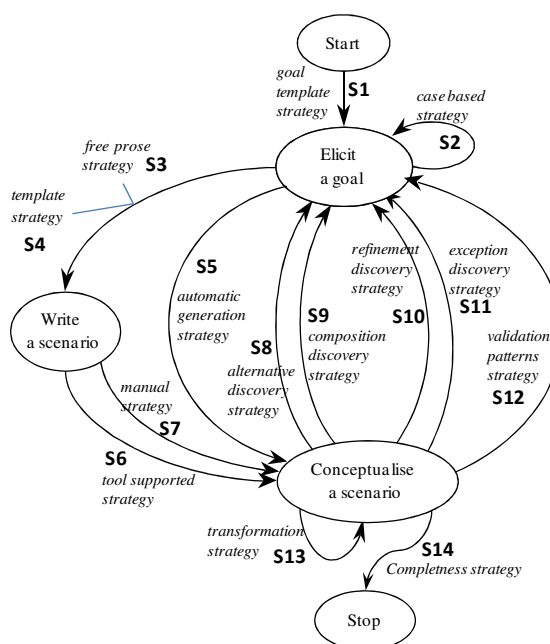 Start
goal
template
strategy
S1
case based
strategy
S2
free prose
strategy S3
Elicit
a goal
template
strategy
S4
S5
automatic
generation
strategy
refinement
discovery
strategy
S10
exception
discovery
strategy
S11
S9
composition
discovery
strategy
S8
alternative
discovery
strategy
validation
patterns
strategy
S12
Write
a scenario
manual
strategy
S7
S6
tool supported
strategy
Conceptualise
a scenario
transformation
strategy
S13
S14
Completness strategy
Stop